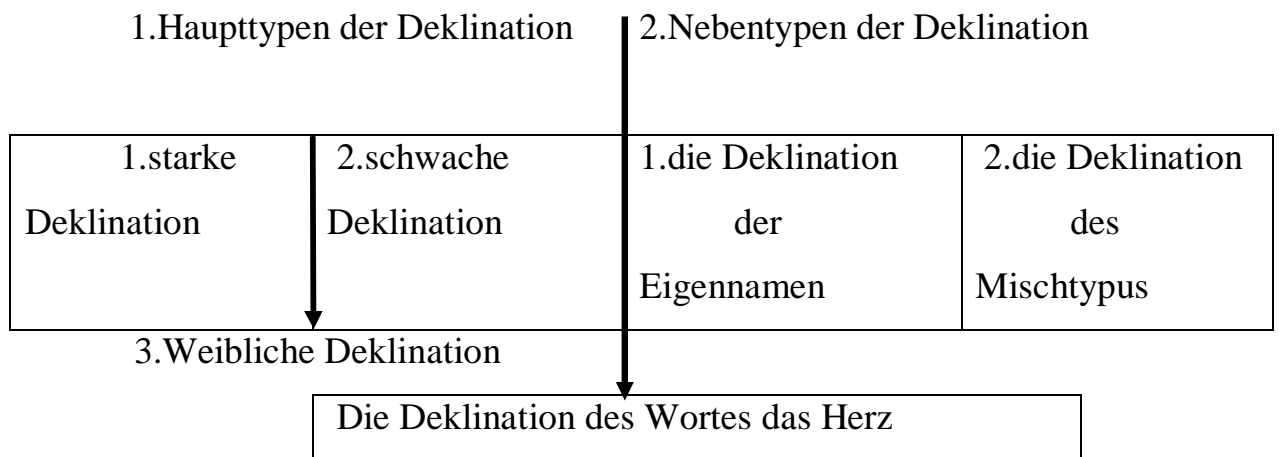 1.Haupttypen der Deklination
2.Nebentypen der Deklination
1.starke
Deklination
2.schwache
Deklination
1.die Deklination
der
Eigennamen
2.die Deklination
des
Mischtypus
3.Weibliche Deklination
Die Deklination des Wortes das Herz